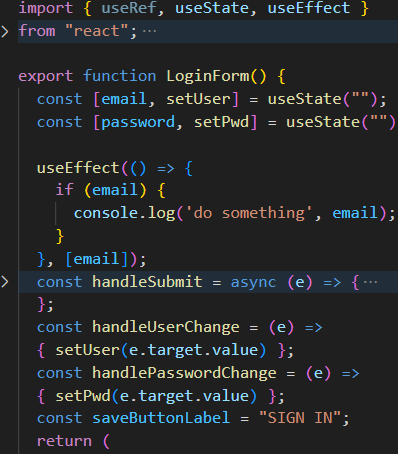 import { useRef, useState, useEffect }
from "react";⋯
export function LoginForm() {
  const [email, setUser] = useState("");
  const [password, setPwd] = useState("")
  useEffect(() => {
    if (email) {
      console.log('do something', email);
    }
  }, [email]);
  const handleSubmit = async (e) => {⋯
  };
  const handleUserChange = (e) =>
  { setUser(e.target.value) };
  const handlePasswordChange = (e) =>
  { setPwd(e.target.value) };
  const saveButtonLabel = "SIGN IN";
  return (